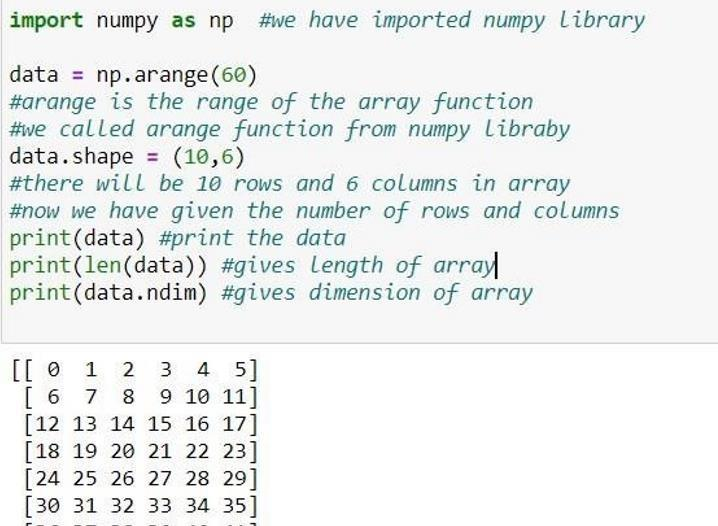 import numpy as np  #we have imported numpy library
data = np.arange(60)
#arange is the range of the array function
#we called arange function from numpy libraby
data.shape = (10,6)
#there will be 10 rows and 6 columns in array
#now we have given the number of rows and columns
print(data) #print the data
print(len(data)) #gives length of array
print(data.ndim) #gives dimension of array
[[ 0  1  2  3  4  5]
 [ 6  7  8  9 10 11]
 [12 13 14 15 16 17]
 [18 19 20 21 22 23]
 [24 25 26 27 28 29]
 [30 31 32 33 34 35]